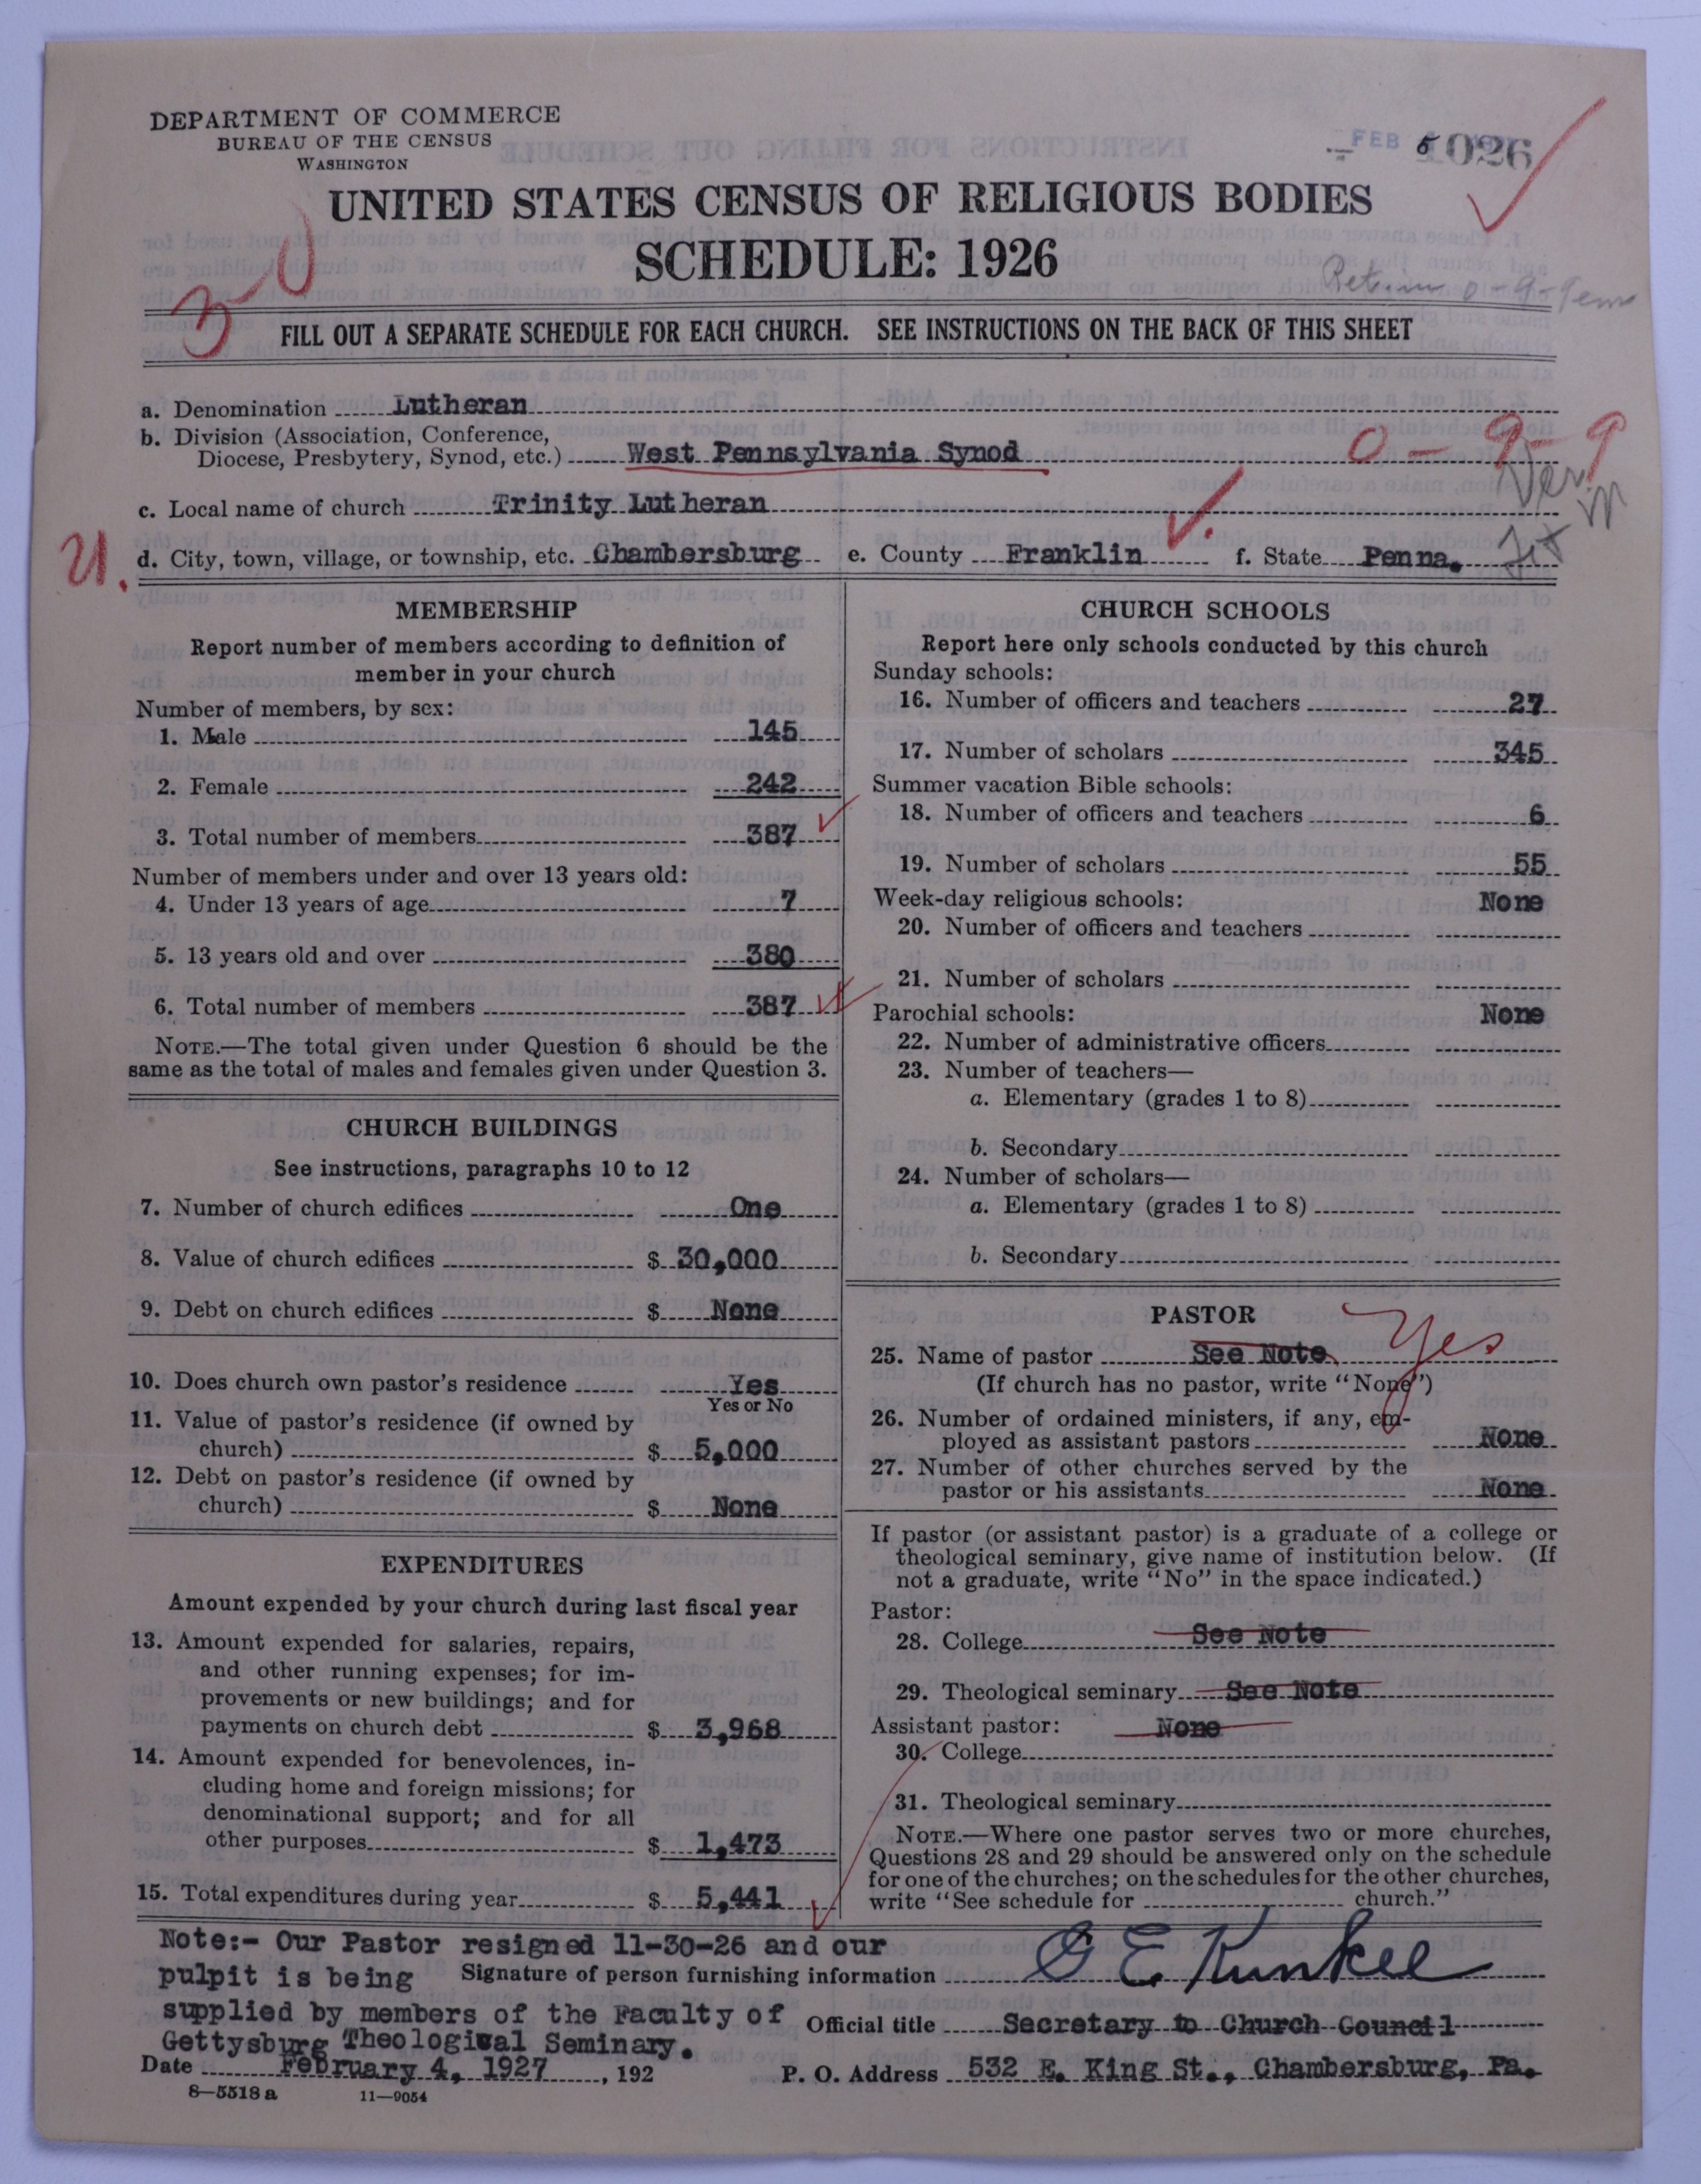 DEPARTMENT OF COMMERCE
BUREAU OF THE CENSUS
WASHINGTON
FEB
UNITED STATES CENSUS OF RELIGIOUS BODIES
SCHEDULE: 1926
3-0
FILL OUT A SEPARATE SCHEDULE FOR EACH CHURCH. SEE INSTRUCTIONS ON THE BACK OF THIS SHEET
a. Denomination Lutheran
b. Division (Association, Conference,
Diocese, Presbytery, Synod, etc.) West Pennsylvania Synod 0-9-9
c. Local name of church Trinity Lutheran
U. d. City, town, village, or township, etc. Chambersburg e. County Franklin f. State Penna.
MEMBERSHIP
Report number of members according to definition of
member in your church
Number of members, by sex:
1. Male 145
2. Female 242
3. Total number of members 387
Number of members under and over 13 years old:
4. Under 13 years of age 7
5. 13 years old and over 380
6. Total number of members 387
NOTE.—The total given under Question 6 should be the
same as the total of males and females given under Question 3.
CHURCH BUILDINGS
See instructions, paragraphs 10 to 12
7. Number of church edifices One
8. Value of church edifices $ 30,000
9. Debt on church edifices $ None
10. Does church own pastor's residence Yes
Yes or No
11. Value of pastor's residence (if owned by
church) $ 5,000
12. Debt on pastor's residence (if owned by
church) $ None
EXPENDITURES
Amount expended by your church during last fiscal year
13. Amount expended for salaries, repairs,
and other running expenses; for im-
provements or new buildings; and for
payments on church debt $ 3,968
14. Amount expended for benevolences, in-
cluding home and foreign missions; for
denominational support; and for all
other purposes $ 1,473
15. Total expenditures during year $ 5,441
CHURCH SCHOOLS
Report here only schools conducted by this church
Sunday schools:
16. Number of officers and teachers 27
17. Number of scholars 345
Summer vacation Bible schools:
18. Number of officers and teachers 6
19. Number of scholars 55
Week-day religious schools: None
20. Number of officers and teachers
21. Number of scholars
Parochial schools: None
22. Number of administrative officers
23. Number of teachers—
a. Elementary (grades 1 to 8)
b. Secondary
24. Number of scholars—
a. Elementary (grades 1 to 8)
b. Secondary
PASTOR
25. Name of pastor See Note Yes
(If church has no pastor, write "None")
26. Number of ordained ministers, if any, em-
ployed as assistant pastors None
27. Number of other churches served by the
pastor or his assistants None
If pastor (or assistant pastor) is a graduate of a college or
theological seminary, give name of institution below. (If
not a graduate, write "No" in the space indicated.)
Pastor:
28. College See Note
29. Theological seminary See Note
Assistant pastor: None
30. College
31. Theological seminary
NOTE.—Where one pastor serves two or more churches,
Questions 28 and 29 should be answered only on the schedule
for one of the churches; on the schedules for the other churches,
write "See schedule for church."
Note:- Our Pastor resigned 11-30-26 and our
pulpit is being
supplied by members of the Faculty of
Gettysburg Theological Seminary.
Signature of person furnishing information G E Kunkel
Official title Secretary to Church Council
Date February 4, 1927, 192
P. O. Address 532 E. King St., Chambersburg, Pa.
8—5518 a 11—9054